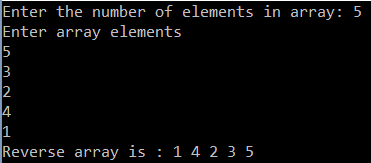 Enter the number of elements in array: 5
Enter array elements
5
3
2
4
1
Reverse array is : 1 4 2 3 5